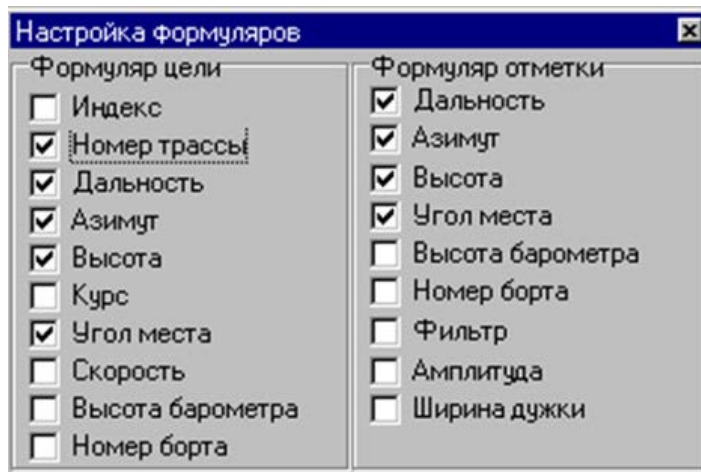 Настройка формуляров
Формуляр цели
Индекс
Номер трассы
Дальность
Азимут
Высота
Курс
Угол места
Скорость
Высота барометра
Номер борта
Формуляр отметки
Дальность
Азимут
Высота
Угол места
Высота барометра
Номер борта
Фильтр
Амплитуда
Ширина дужки